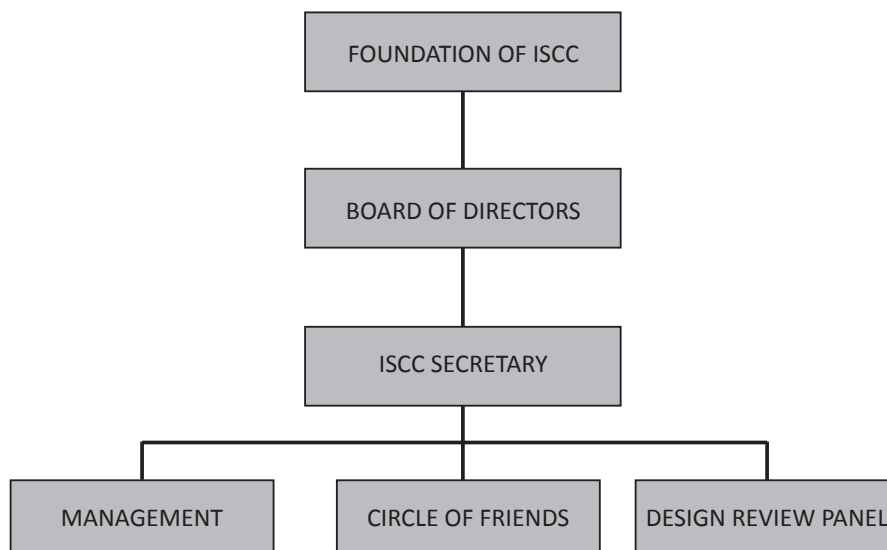 FOUNDATION OF ISCC
BOARD OF DIRECTORS
ISCC SECRETARY
MANAGEMENT
CIRCLE OF FRIENDS
DESIGN REVIEW PANEL